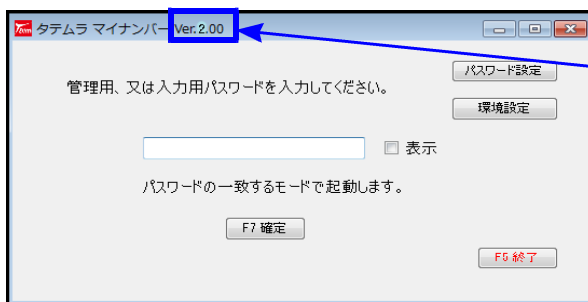 Tatem タテムラ マイナンバー Ver.2.00
パスワード設定
管理用、又は入力用パスワードを入力してください。
環境設定
表示
パスワードの一致するモードで起動します。
F7 確定
F5 終了